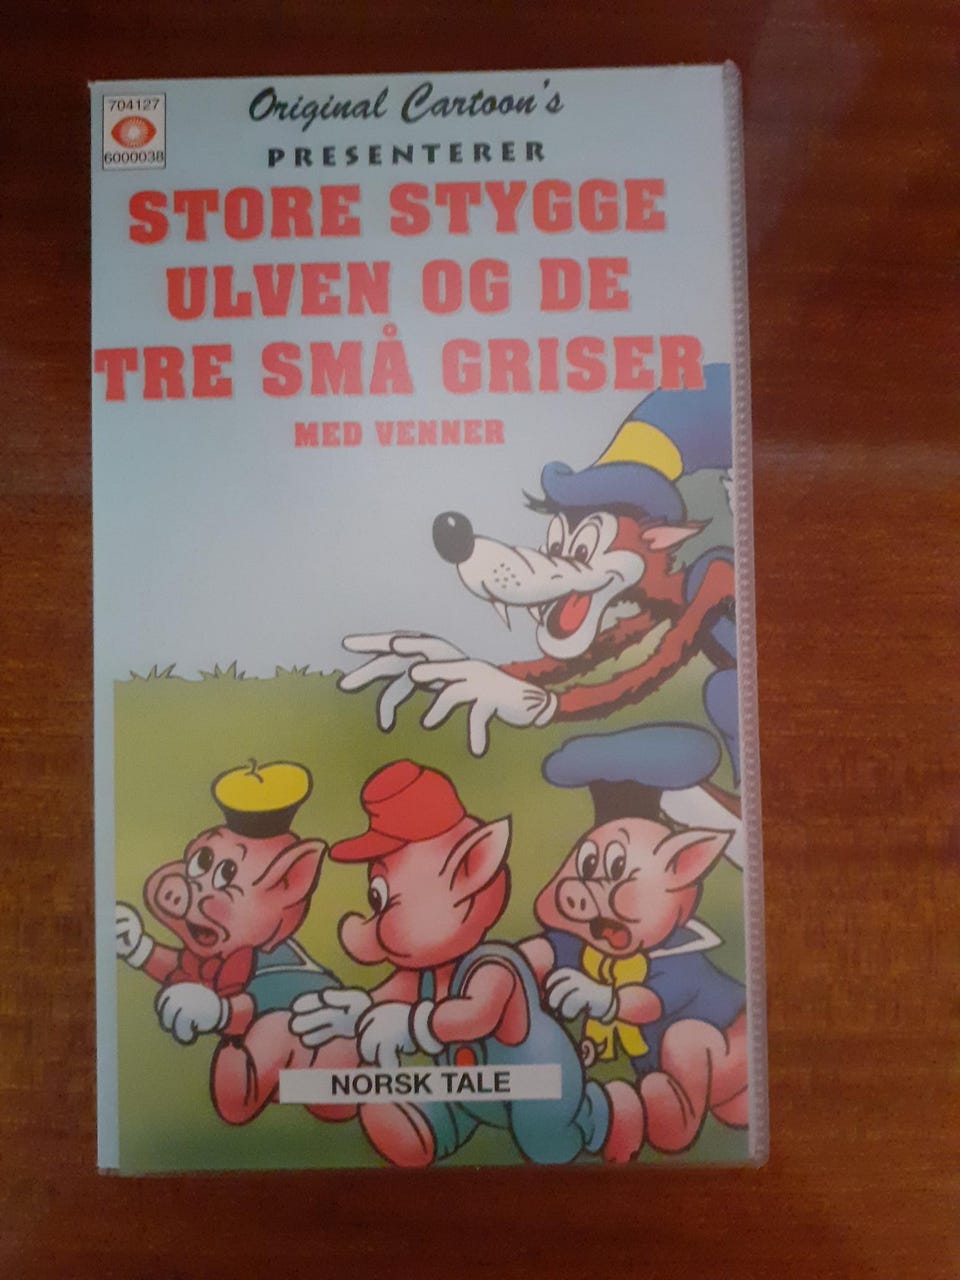 704127
6000038
Original Cartoon's
PRESENTERER
STORE STYGGE
ULVEN OG DE
TRE SMÅ GRISER
MED VENNER
NORSK TALE